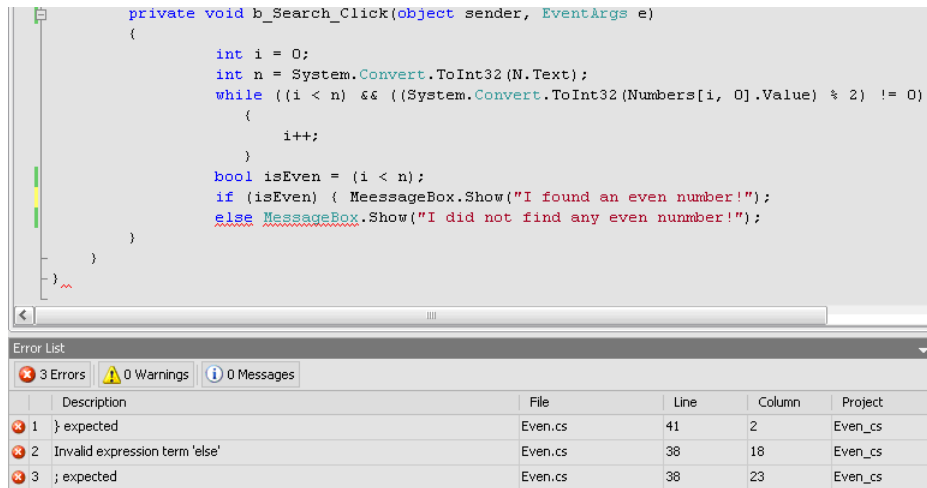 private void b_Search_Click(object sender, EventArgs e)
{
int i = 0;
int n = System.Convert.ToInt32(N.Text);
while ((i < n) && ((System.Convert.ToInt32(Numbers[i, 0].Value) % 2) != 0)
{
i++;
}
bool isEven = (i < n);
if (isEven) { MeessageBox.Show("I found an even number!");
else MessageBox.Show("I did not find any even nunmber!");
}
}
}
Error List
3 Errors 0 Warnings 0 Messages
Description File Line Column Project
1 } expected Even.cs 41 2 Even_cs
2 Invalid expression term 'else' Even.cs 38 18 Even_cs
3 ; expected Even.cs 38 23 Even_cs